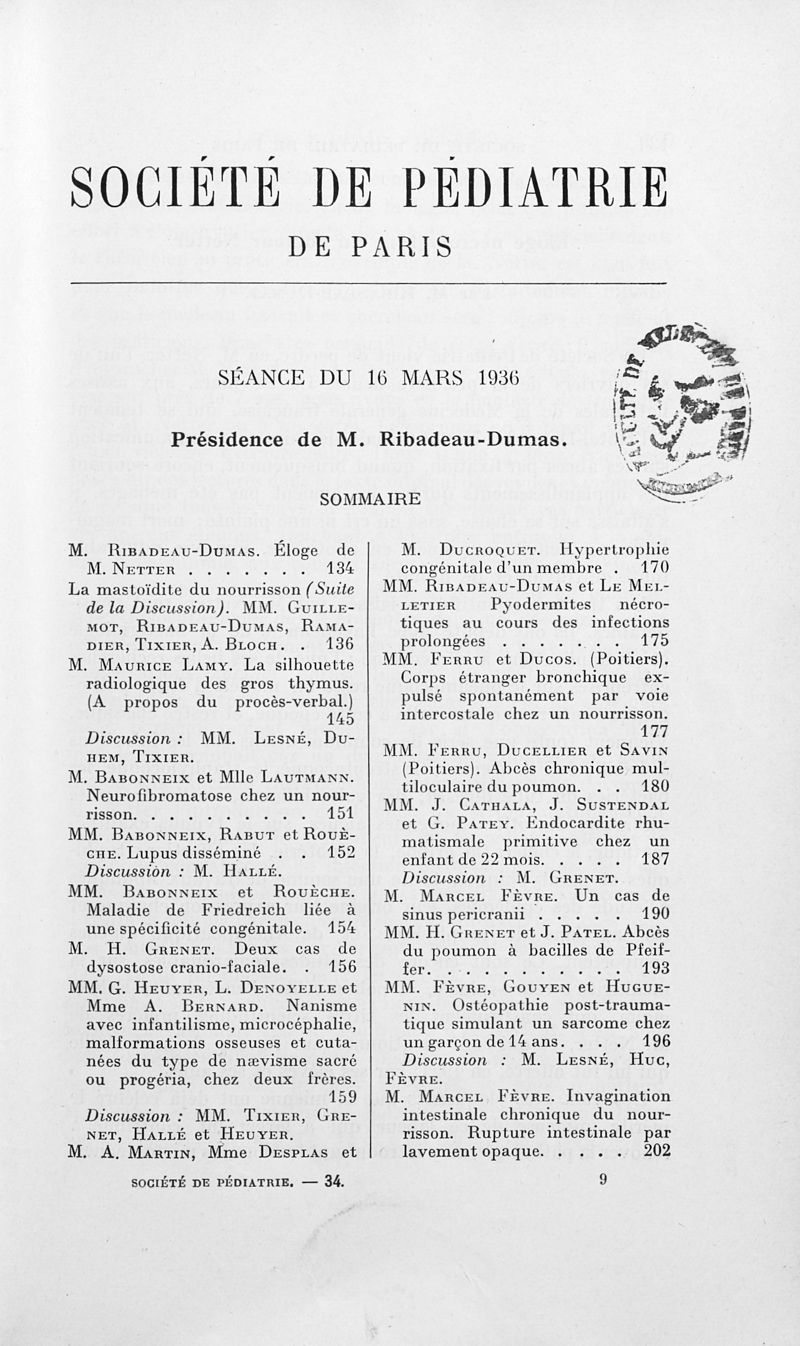 SOCIÉTÉ DE PÉDIATRIE
DE PARIS
SÉANCE DU 16 MARS 1936
Présidence de M. Ribadeau-Dumas.
SOMMAIRE
M. RIBADEAU-DUMAS. Éloge de
M. NETTER . . . . . . . 134
La mastoïdite du nourrisson (Suite
de la Discussion). MM. GUILLE-
MOT, RIBADEAU-DUMAS, RAMA-
DIER, TIXIER, A. BLOCH. . 136
M. MAURICE LAMY. La silhouette
radiologique des gros thymus.
(A propos du procès-verbal.)
145
Discussion : MM. LESNÉ, DU-
HEM, TIXIER.
M. BABONNEIX et Mlle LAUTMANN.
Neurofibromatose chez un nour-
risson. . . . . . . . . . 151
MM. BABONNEIX, RABUT et ROUÈ-
CHE. Lupus disséminé . . 152
Discussion : M. HALLÉ.
MM. BABONNEIX et ROUÈCHE.
Maladie de Friedreich liée à
une spécificité congénitale. 154
M. H. GRENET. Deux cas de
dysostose cranio-faciale. . 156
MM. G. HEUYER, L. DENOYELLE et
Mme A. BERNARD. Nanisme
avec infantilisme, microcéphalie,
malformations osseuses et cuta-
nées du type de nævisme sacré
ou progéria, chez deux frères.
159
Discussion : MM. TIXIER, GRE-
NET, HALLÉ et HEUYER.
M. A. MARTIN, Mme DESPLAS et
M. DUCROQUET. Hypertrophie
congénitale d'un membre . 170
MM. RIBADEAU-DUMAS et LE MEL-
LETIER Pyodermites nécro-
tiques au cours des infections
prolongées . . . . . . . 175
MM. FERRU et DUCOS. (Poitiers).
Corps étranger bronchique ex-
pulsé spontanément par voie
intercostale chez un nourrisson.
177
MM. FERRU, DUCELLIER et SAVIN
(Poitiers). Abcès chronique mul-
tiloculaire du poumon. . . 180
MM. J. CATHALA, J. SUSTENDAL
et G. PATEY. Endocardite rhu-
matismale primitive chez un
enfant de 22 mois. . . . . 187
Discussion : M. GRENET.
M. MARCEL FÈVRE. Un cas de
sinus pericranii . . . . . 190
MM. H. GRENET et J. PATEL. Abcès
du poumon à bacilles de Pfeif-
fer. . . . . . . . . . . 193
MM. FÈVRE, GOUYEN et HUGUE-
NIN. Ostéopathie post-trauma-
tique simulant un sarcome chez
un garçon de 14 ans. . . . 196
Discussion : M. LESNÉ, HUC,
FÈVRE.
M. MARCEL FÈVRE. Invagination
intestinale chronique du nour-
risson. Rupture intestinale par
lavement opaque. . . . . 202
SOCIÉTÉ DE PÉDIATRIE. — 34.
9